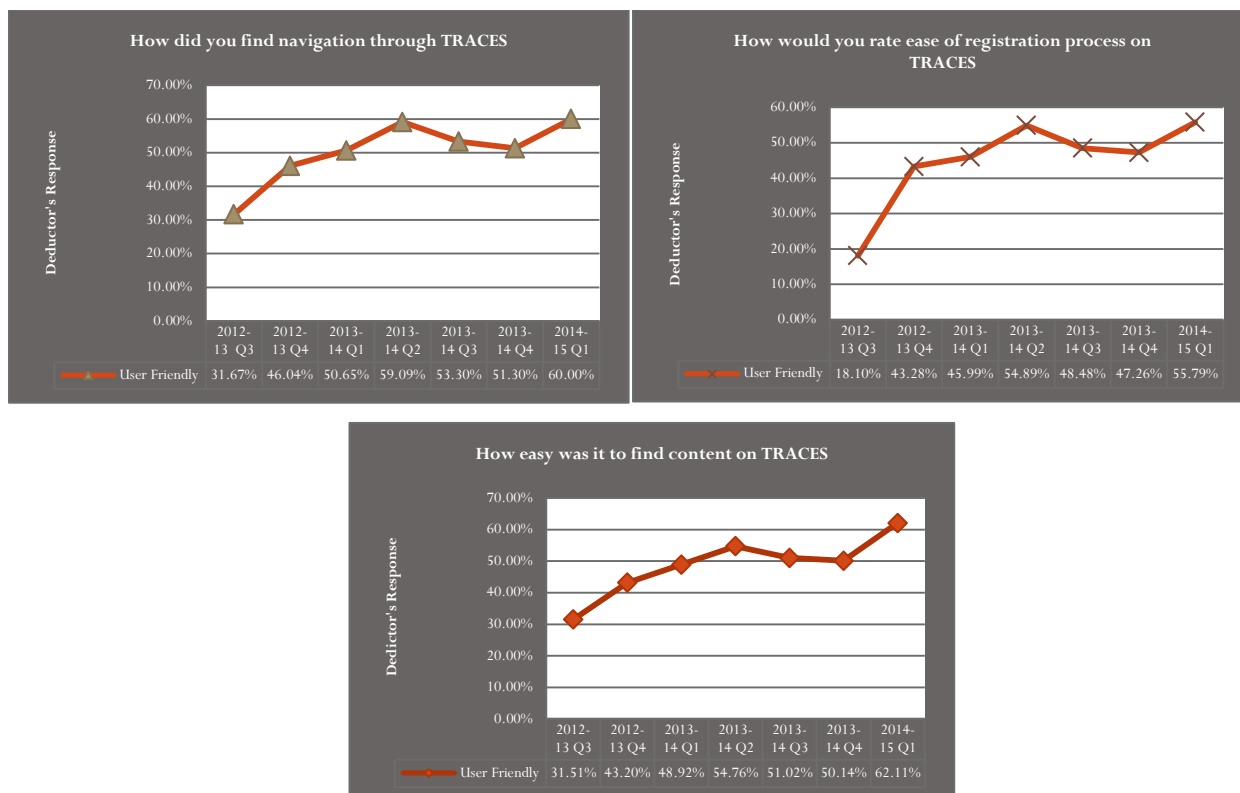 How did you find navigation through TRACES
Deductor's Response
70.00%
60.00%
50.00%
40.00%
30.00%
20.00%
10.00%
0.00%
2012- 2012- 2013- 2013- 2013- 2013- 2014-
13 Q3 13 Q4 14 Q1 14 Q2 14 Q3 14 Q4 15 Q1
User Friendly 31.67% 46.04% 50.65% 59.09% 53.30% 51.30% 60.00%
How would you rate ease of registration process on
TRACES
Deductor's Response
60.00%
50.00%
40.00%
30.00%
20.00%
10.00%
0.00%
2012- 2012- 2013- 2013- 2013- 2013- 2014-
13 Q3 13 Q4 14 Q1 14 Q2 14 Q3 14 Q4 15 Q1
User Friendly 18.10% 43.28% 45.99% 54.89% 48.48% 47.26% 55.79%
How easy was it to find content on TRACES
Dedictor's Response
70.00%
60.00%
50.00%
40.00%
30.00%
20.00%
10.00%
0.00%
2012- 2012- 2013- 2013- 2013- 2013- 2014-
13 Q3 13 Q4 14 Q1 14 Q2 14 Q3 14 Q4 15 Q1
User Friendly 31.51% 43.20% 48.92% 54.76% 51.02% 50.14% 62.11%